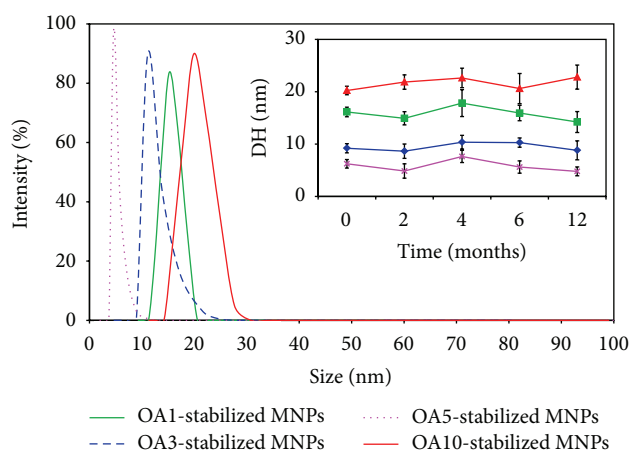 Intensity (%)
100
80
60
40
20
0
0 10 20 30 40 50 60 70 80 90 100
Size (nm)
DH (nm)
30
20
10
0
0 2 4 6 12
Time (months)
OA1-stabilized MNPs
OA5-stabilized MNPs
OA3-stabilized MNPs
OA10-stabilized MNPs